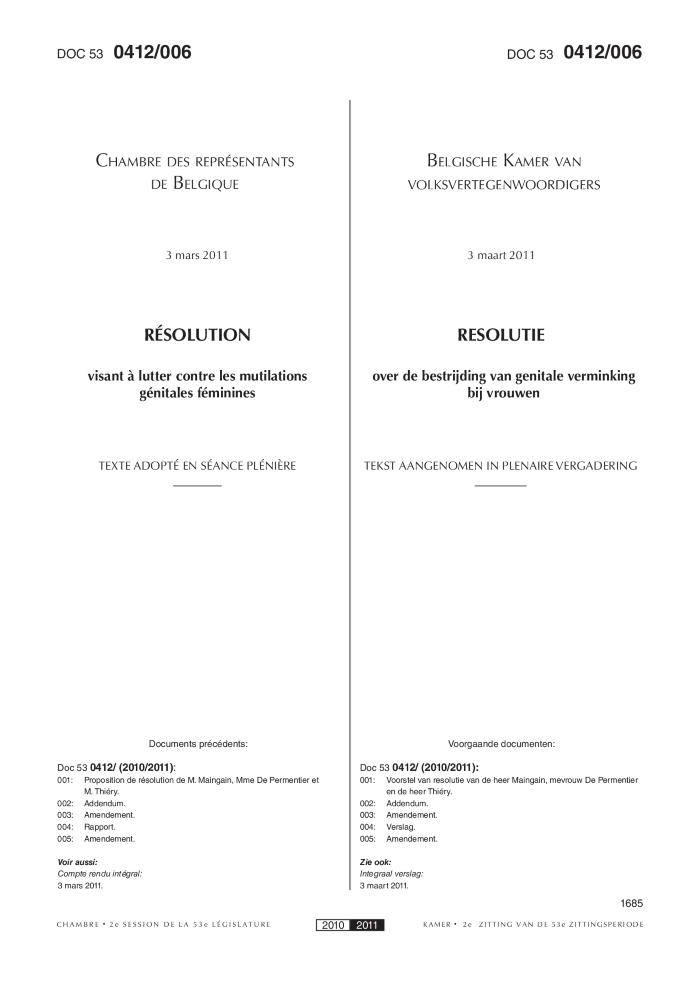 DOC 53 0412/006
DOC 53 0412/006
CHAMBRE DES REPRÉSENTANTS
DE BELGIQUE
3 mars 2011
RÉSOLUTION
visant à lutter contre les mutilations
génitales féminines
TEXTE ADOPTÉ EN SÉANCE PLÉNIÈRE
Documents précédents:
Doc 53 0412/ (2010/2011):
001: Proposition de résolution de M. Maingain, Mme De Permentier et
M. Thiéry.
002: Addendum.
003: Amendement.
004: Rapport.
005: Amendement.
Voir aussi:
Compte rendu intégral:
3 mars 2011.
BELGISCHE KAMER VAN
VOLKSVERTEGENWOORDIGERS
3 maart 2011
RESOLUTIE
over de bestrijding van genitale verminking
bij vrouwen
TEKST AANGENOMEN IN PLENAIRE VERGADERING
Voorgaande documenten:
Doc 53 0412/ (2010/2011):
001: Voorstel van resolutie van de heer Maingain, mevrouw De Permentier
en de heer Thiéry.
002: Addendum.
003: Amendement.
004: Verslag.
005: Amendement.
Zie ook:
Integraal verslag:
3 maart 2011.
1685
CHAMBRE • 2e SESSION DE LA 53e LÉGISLATURE
2010 2011
KAMER • 2e ZITTING VAN DE 53e ZITTINGSPERIODE